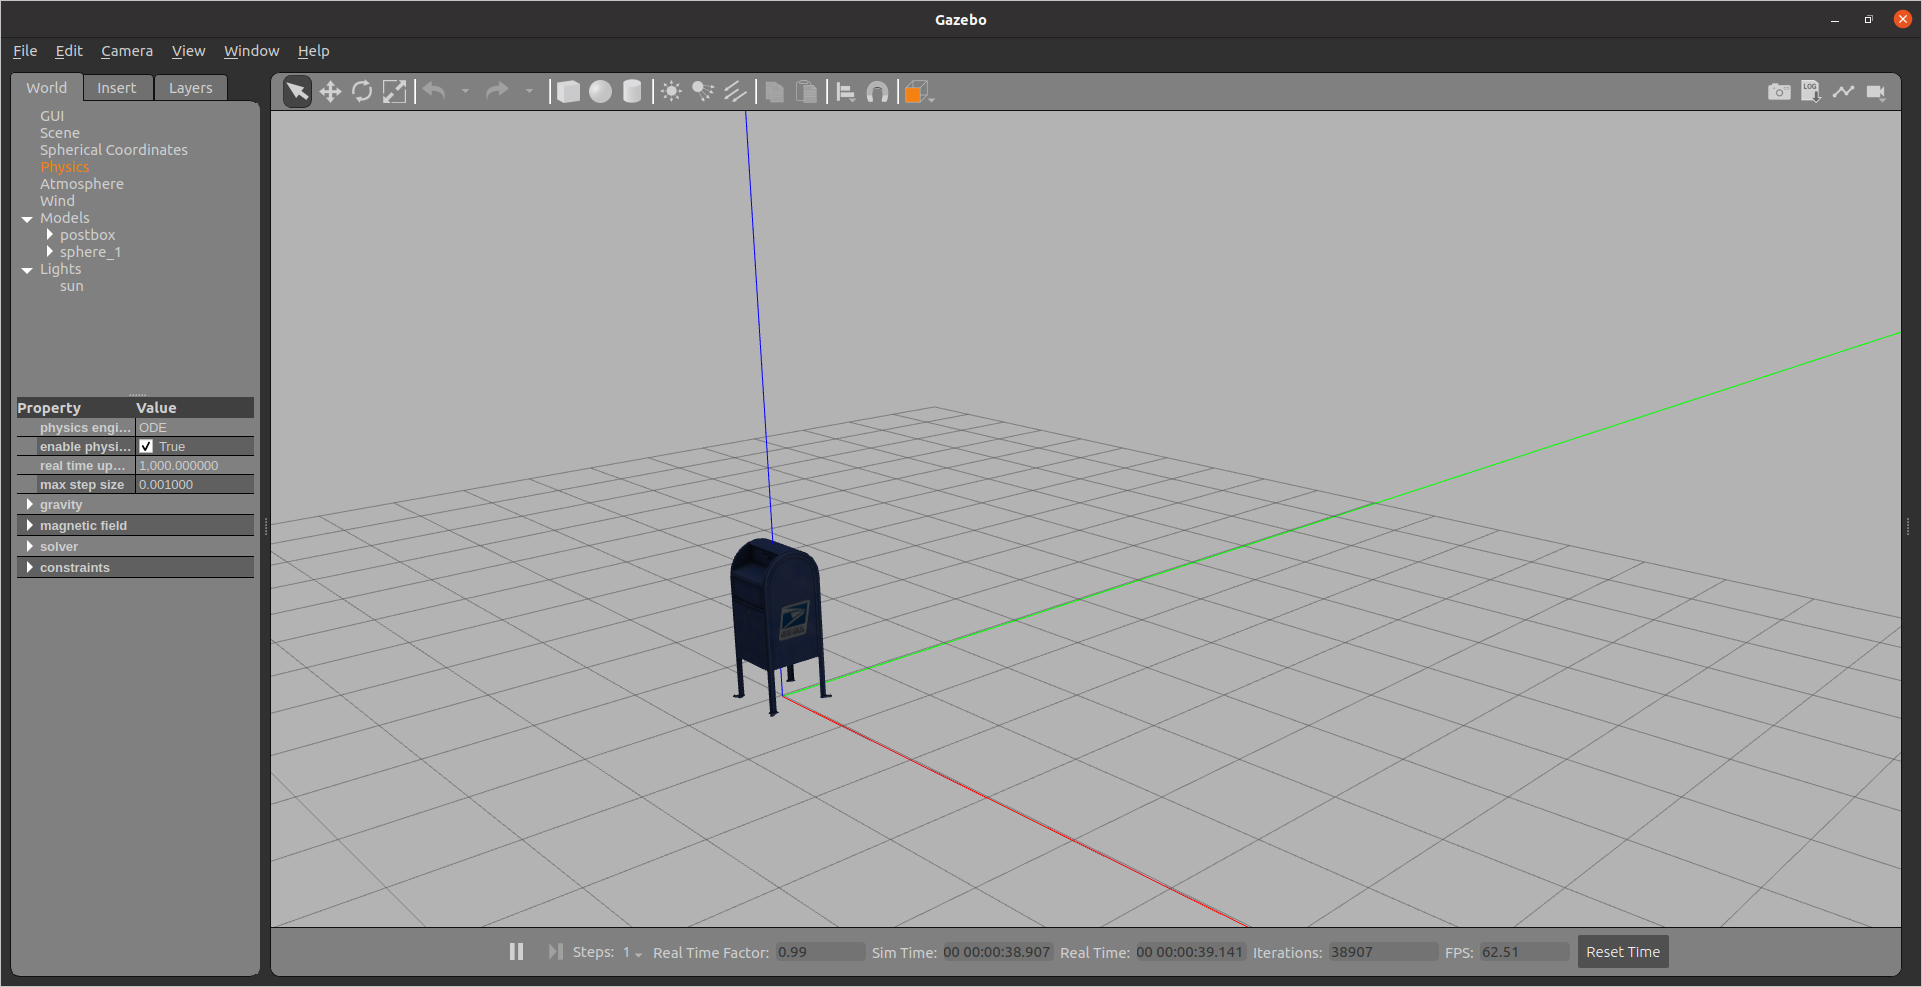 Gazebo
File Edit Camera View Window Help
World Insert Layers
LOG
GUI
Scene
Spherical Coordinates
Physics
Atmosphere
Wind
Models
postbox
sphere_1
Lights
sun
Property Value
physics engi... ODE
enable physi... True
real time up... 1,000.000000
max step size 0.001000
gravity
magnetic field
solver
constraints
Steps: 1 Real Time Factor: 0.99 Sim Time: 00 00:00:38.907 Real Time: 00 00:00:39.141 Iterations: 38907 FPS: 62.51 Reset Time